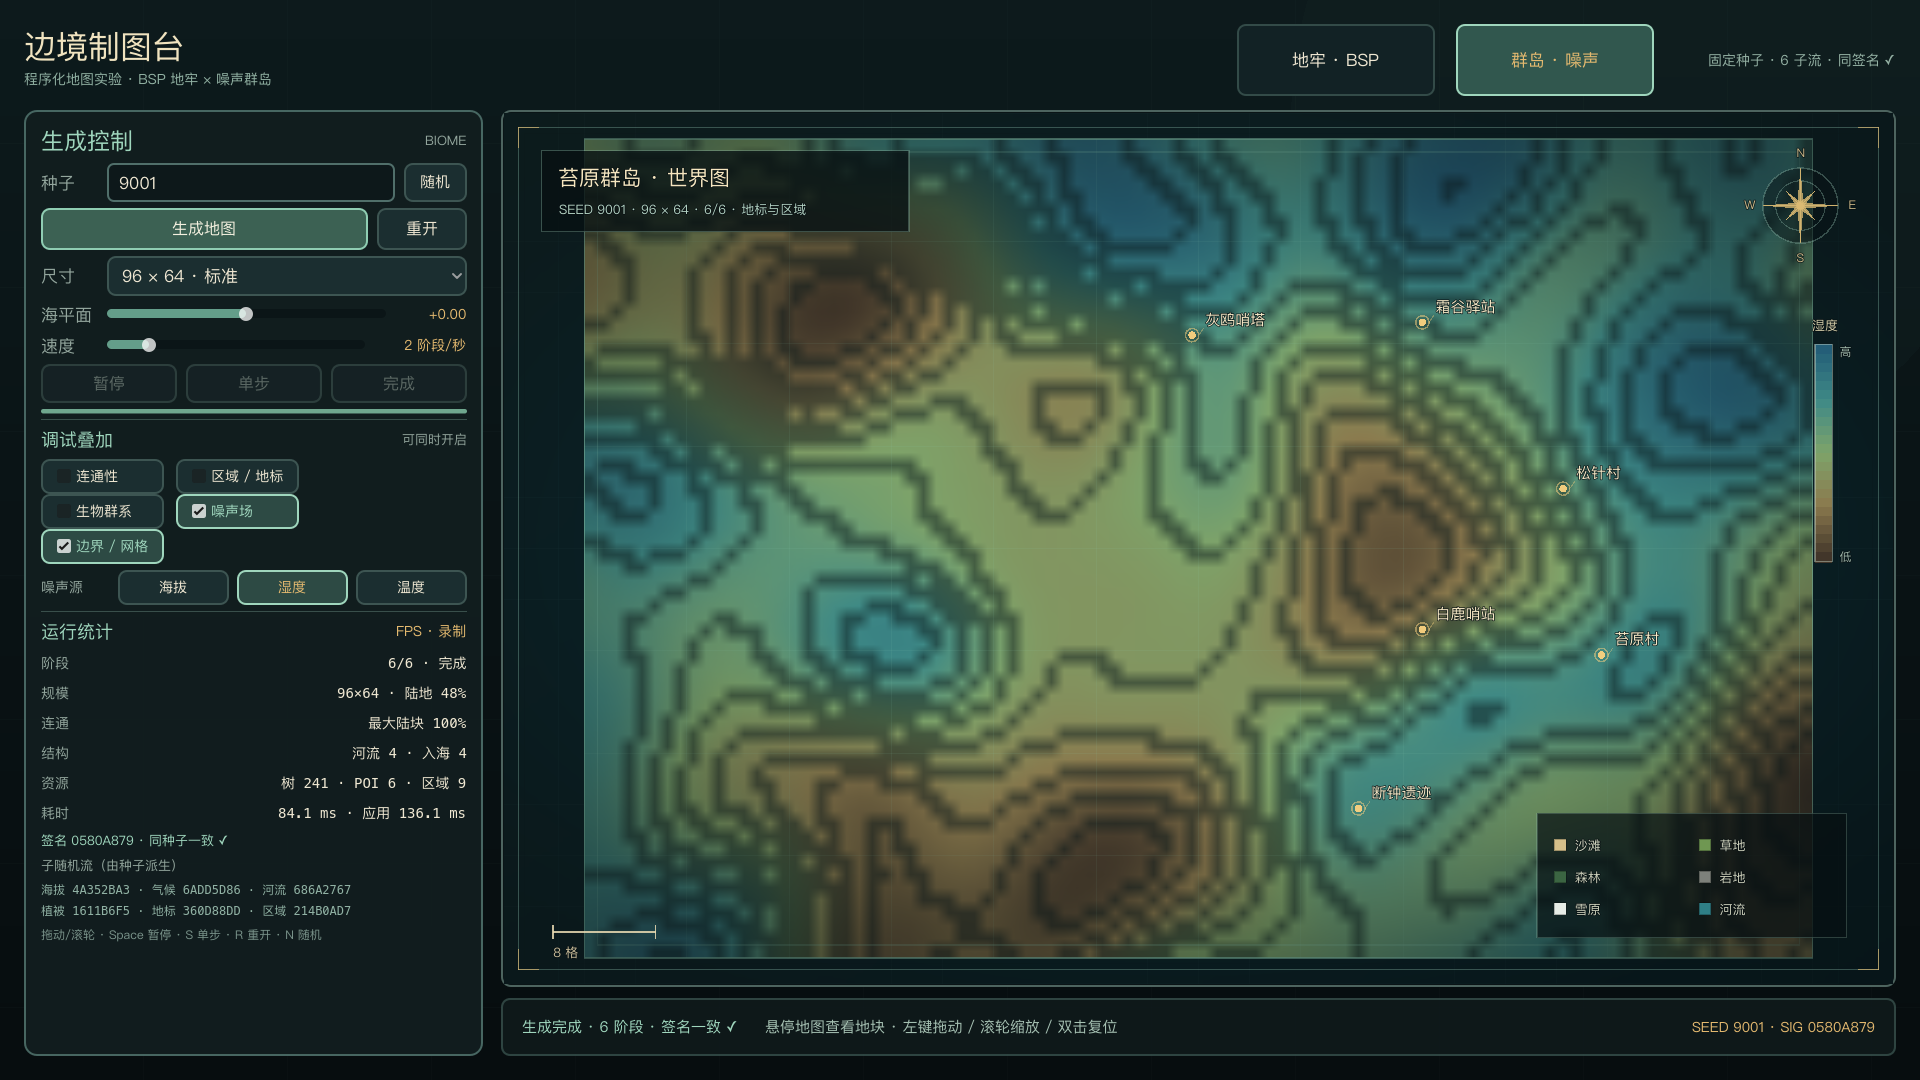 边境制图台
程序化地图实验 · BSP 地牢 × 噪声群岛
地牢 · BSP
群岛 · 噪声
固定种子 · 6 子流 · 同签名 ✓
生成控制
BIOME
种子
9001
随机
生成地图
重开
尺寸
96 × 64 · 标准
海平面
+0.00
速度
2 阶段/秒
暂停
单步
完成
调试叠加
可同时开启
连通性
区域 / 地标
生物群系
噪声场
边界 / 网格
噪声源
海拔
湿度
温度
运行统计
FPS · 录制
阶段
6/6 · 完成
规模
96×64 · 陆地 48%
连通
最大陆块 100%
结构
河流 4 · 入海 4
资源
树 241 · POI 6 · 区域 9
耗时
84.1 ms · 应用 136.1 ms
签名 0580A879 · 同种子一致 ✓
子随机流（由种子派生）
海拔 4A352BA3 · 气候 6ADD5D86 · 河流 686A2767
植被 1611B6F5 · 地标 360D88DD · 区域 214B0AD7
拖动/滚轮 · Space 暂停 · S 单步 · R 重开 · N 随机
苔原群岛 · 世界图
SEED 9001 · 96 × 64 · 6/6 · 地标与区域
N
W
E
S
灰鸥哨塔
霜谷驿站
湿度
高
低
松针村
白鹿哨站
苔原村
断钟遗迹
沙滩
草地
森林
岩地
雪原
河流
8 格
生成完成 · 6 阶段 · 签名一致 ✓
悬停地图查看地块 · 左键拖动 / 滚轮缩放 / 双击复位
SEED 9001 · SIG 0580A879